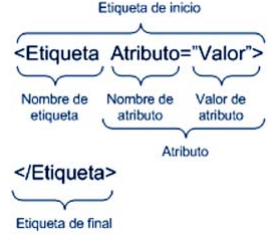 Etiqueta de inicio
<Etiqueta Atributo="Valor">
Nombre de etiqueta
Nombre de atributo
Valor de atributo
Atributo
</Etiqueta>
Etiqueta de final